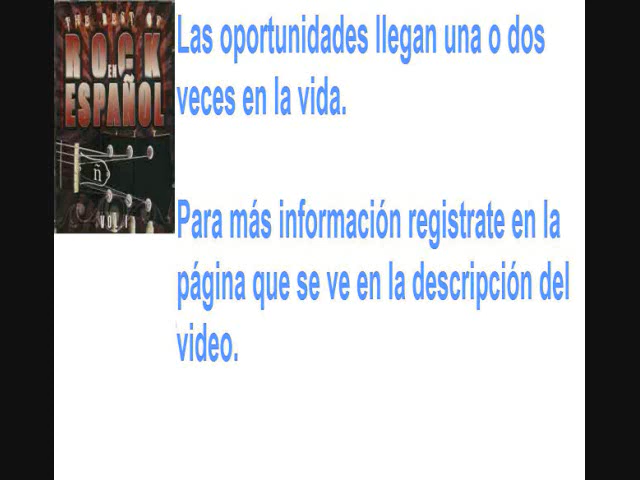 THE BEST OF
ROCK
EN
ESPAÑOL
ñ
Las oportunidades llegan una o dos
veces en la vida.
Para más información registrate en la
página que se ve en la descripción del
video.